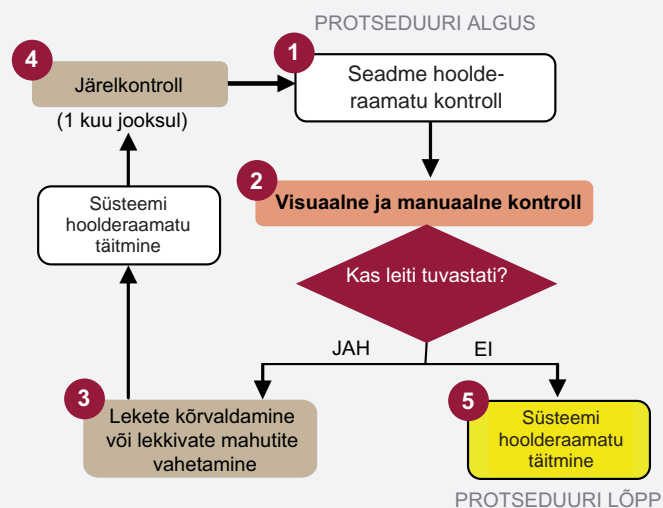 PROTSEDUURI ALGUS
1
Seadme hoolde-
raamatu kontroll
2
Visuaalne ja manuaalne kontroll
Kas leiti tuvastati?
JAH
EI
3
Lekete kõrvaldamine
või lekkivate mahutite
vahetamine
Süsteemi
hoolderaamatu
täitmine
4
Järelkontroll
(1 kuu jooksul)
5
Süsteemi
hoolderaamatu
täitmine
PROTSEDUURI LÕPP